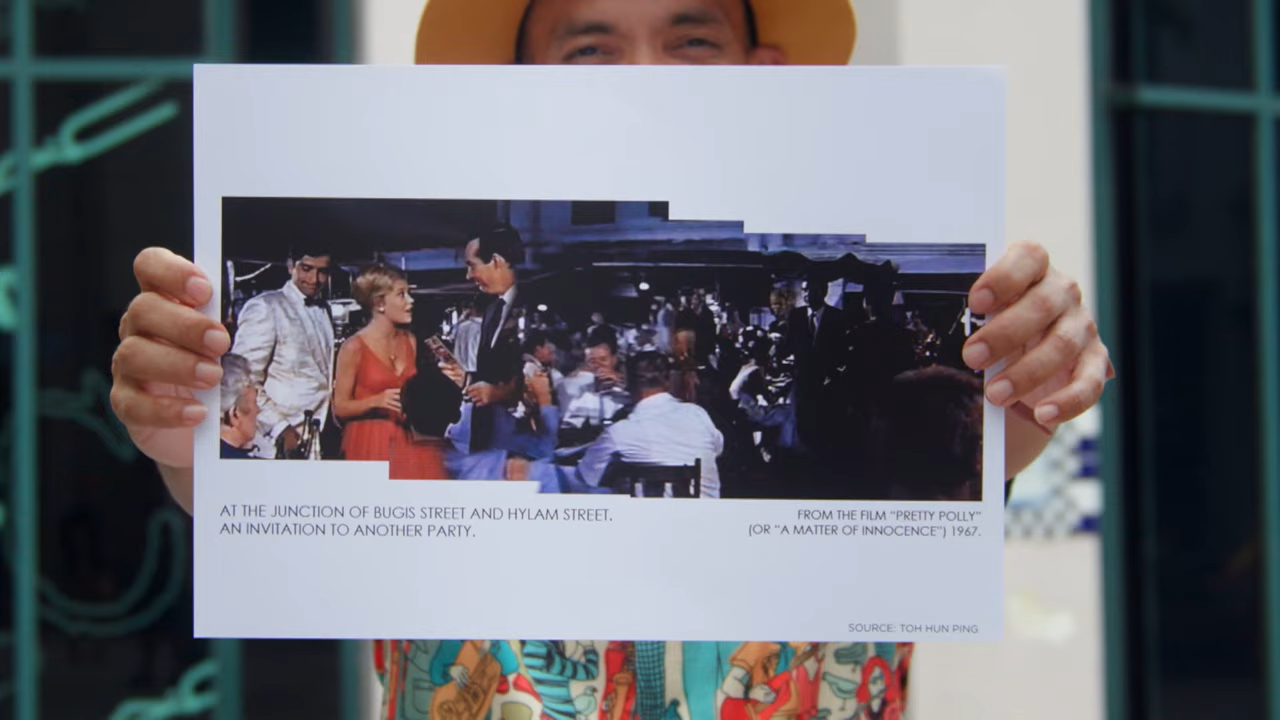 AT THE JUNCTION OF BUGIS STREET AND HYLAM STREET.
AN INVITATION TO ANOTHER PARTY.
FROM THE FILM "PRETTY POLLY"
(OR "A MATTER OF INNOCENCE") 1967.
SOURCE: TOH HUN PING